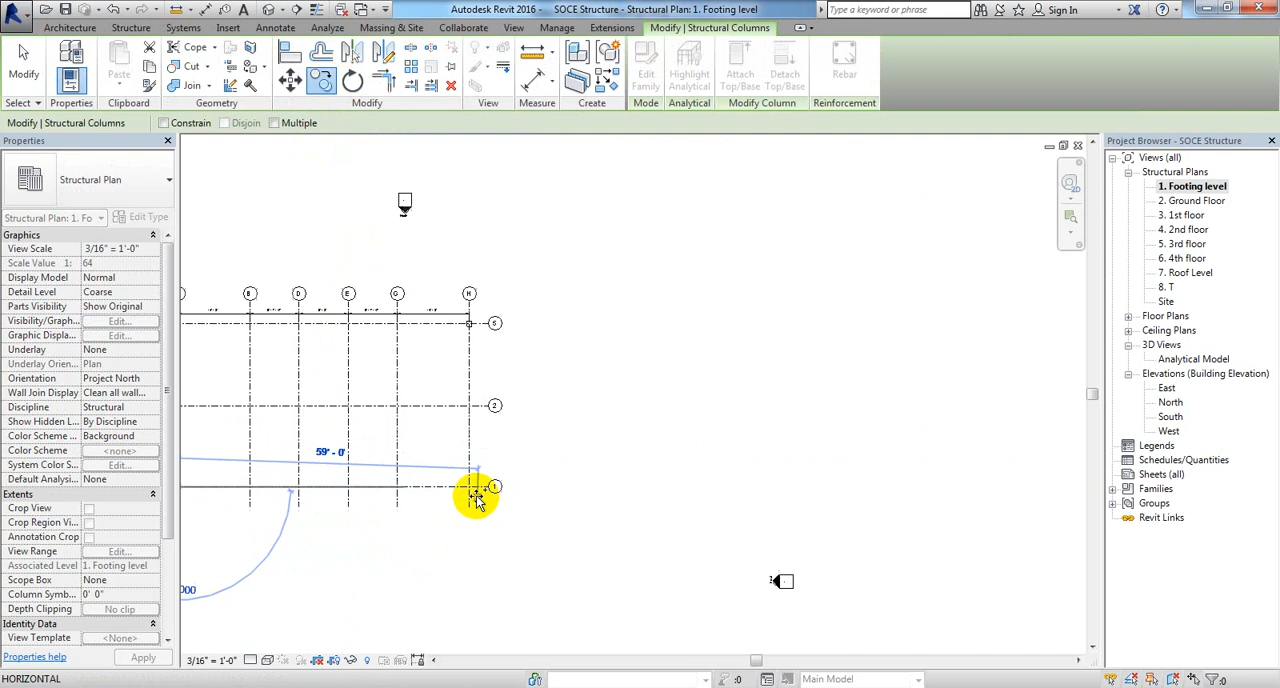 Autodesk Revit 2016 - SOCE Structure - Structural Plan: 1. Footing level
Type a keyword or phrase
Sign In
Architecture Structure Systems Insert Annotate Analyze Massing & Site Collaborate View Manage Extensions Modify | Structural Columns
Modify Paste Cope Cut Join Edit Family Highlight Analytical Attach Top/Base Detach Top/Base Rebar
Select Properties Clipboard Geometry Modify View Measure Create Mode Analytical Modify Column Reinforcement
Modify | Structural Columns Constrain Disjoin Multiple
Properties
Structural Plan
Structural Plan: 1. Fo Edit Type
Graphics
View Scale 3/16" = 1'-0"
Scale Value 1: 64
Display Model Normal
Detail Level Coarse
Parts Visibility Show Original
Visibility/Graph... Edit...
Graphic Displa... Edit...
Underlay None
Underlay Orien... Plan
Orientation Project North
Wall Join Display Clean all wall...
Discipline Structural
Show Hidden L... By Discipline
Color Scheme ... Background
Color Scheme <none>
System Color S... Edit...
Default Analysi... None
Extents
Crop View
Crop Region Vi...
Annotation Crop
View Range Edit...
Associated Level 1. Footing level
Scope Box None
Column Symb... 0' 0"
Depth Clipping No clip
Identity Data
View Template <None>
Properties help Apply
B D E G H
5
2
59' - 0"
1
000
3/16" = 1'-0"
Project Browser - SOCE Structure
Views (all)
Structural Plans
1. Footing level
2. Ground Floor
3. 1st floor
4. 2nd floor
5. 3rd floor
6. 4th floor
7. Roof Level
8. T
Site
Floor Plans
Ceiling Plans
3D Views
Analytical Model
Elevations (Building Elevation)
East
North
South
West
Legends
Schedules/Quantities
Sheets (all)
Families
Groups
Revit Links
HORIZONTAL
:0
Main Model
:0